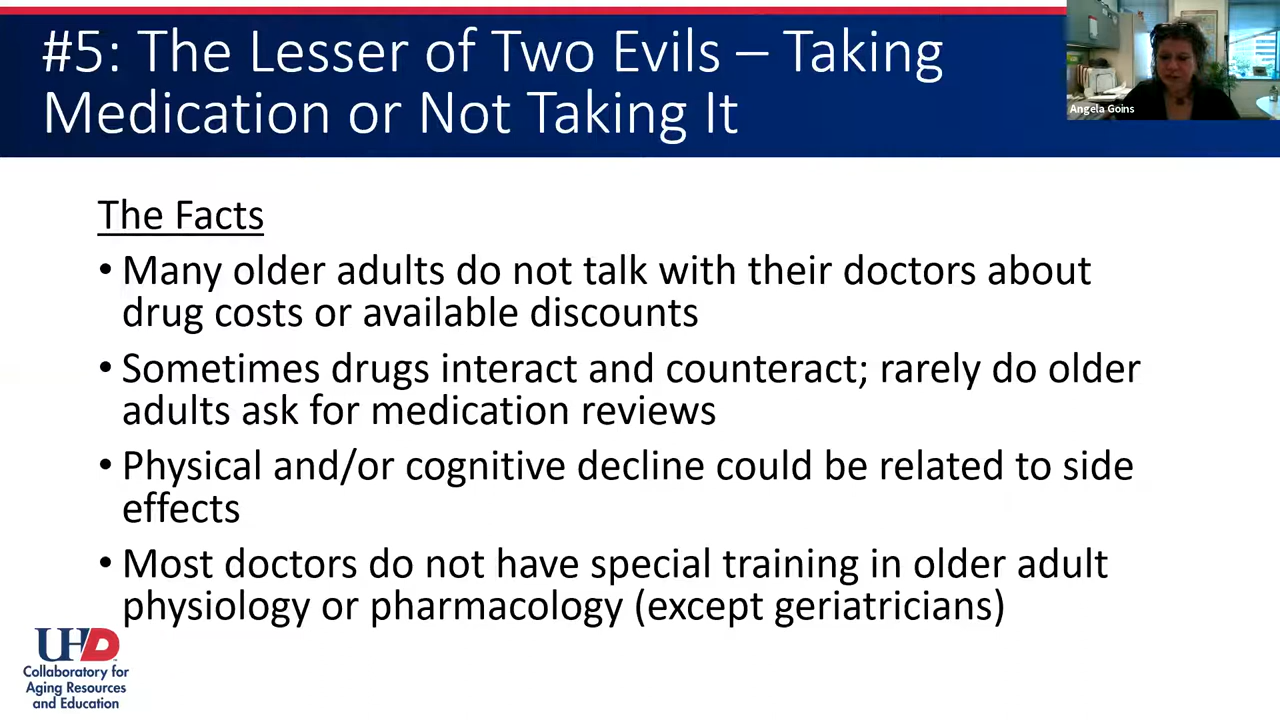 #5: The Lesser of Two Evils – Taking
Medication or Not Taking It
Angela Goins
The Facts
• Many older adults do not talk with their doctors about
drug costs or available discounts
• Sometimes drugs interact and counteract; rarely do older
adults ask for medication reviews
• Physical and/or cognitive decline could be related to side
effects
• Most doctors do not have special training in older adult
physiology or pharmacology (except geriatricians)
UHD
Collaboratory for
Aging Resources
and Education